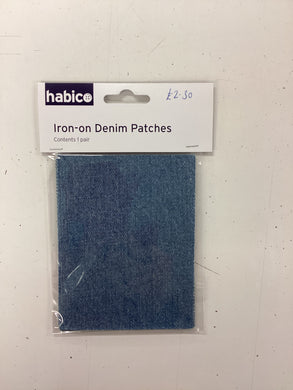 habico
£2.30
Iron-on Denim Patches
Contents 1 pair